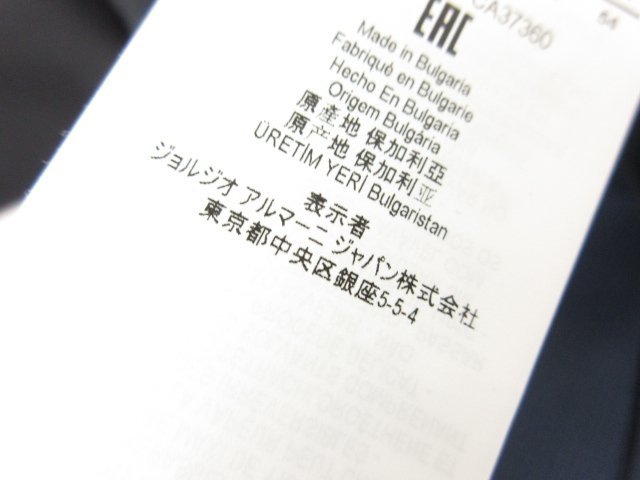 CA37360
54
EAC
Made in Bulgaria
Fabriqué en Bulgarie
Hecho En Bulgaria
Origem Bulgária
原產地 保加利亞
原产地 保加利亚
ÜRETİM YERİ Bulgaristan
表示者
ジョルジオ アルマーニ ジャパン株式会社
東京都中央区銀座5-5-4